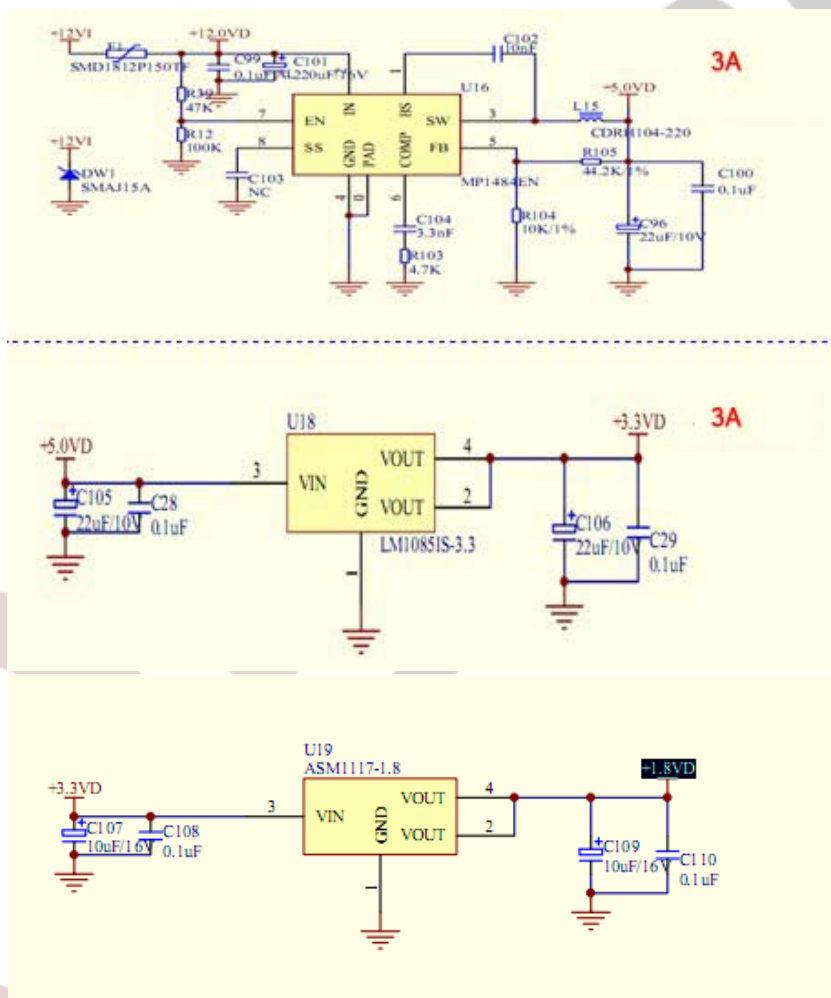 +12VI
F1
SMD1812P150TF
+12.0VD
C99
0.1uF
C101
220uF/16V
R39
47K
R12
100K
+12VI
DW1
SMAJ15A
7
EN
8
SS
C103
NC
IN
1
BS
U16
SW
3
FB
5
GND
PAD
COMP
4
0
6
MP1484EN
C102
10nF
3A
+5.0VD
L15
CDRH104-220
R105
44.2K/1%
C100
0.1uF
R104
10K/1%
C96
22uF/10V
C104
3.3nF
R103
4.7K
+5.0VD
C105
22uF/10V
C28
0.1uF
3
U18
VIN
GND
VOUT
4
VOUT
2
LM1085IS-3.3
1
+3.3VD
3A
C106
22uF/10V
C29
0.1uF
+3.3VD
C107
10uF/16V
C108
0.1uF
3
U19
ASM1117-1.8
VIN
GND
VOUT
4
VOUT
2
1
+1.8VD
C109
10uF/16V
C110
0.1uF